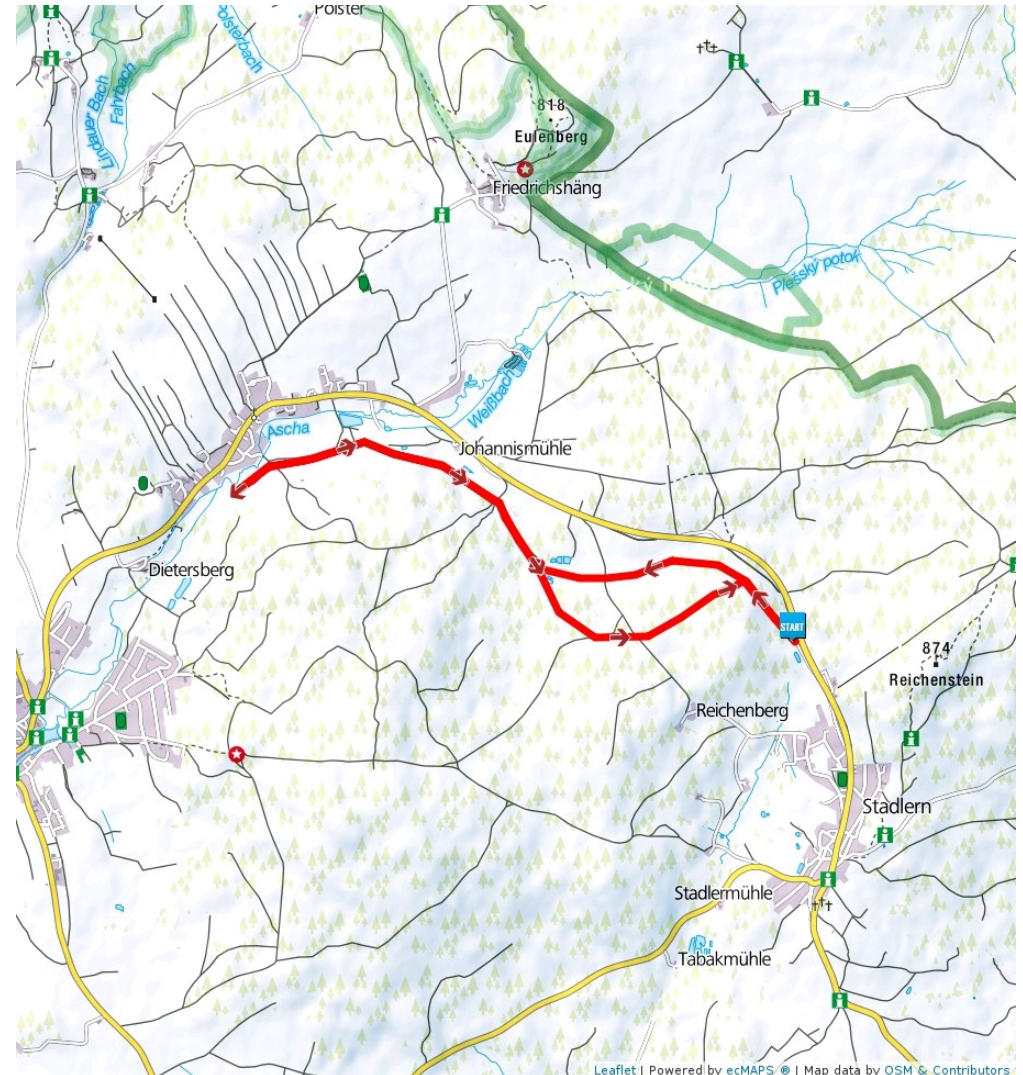 Polster
Polsterbach
Lindauer Bach
Fahrbach
818
Eulenberg
Friedrichshäng
Plešský potok
Weißbach
Ascha
Johannismühle
Dietersberg
START
874
Reichenstein
Reichenberg
Stadlern
Stadlermühle
Tabakmühle
Leaflet | Powered by ecMAPS ® | Map data by OSM & Contributors